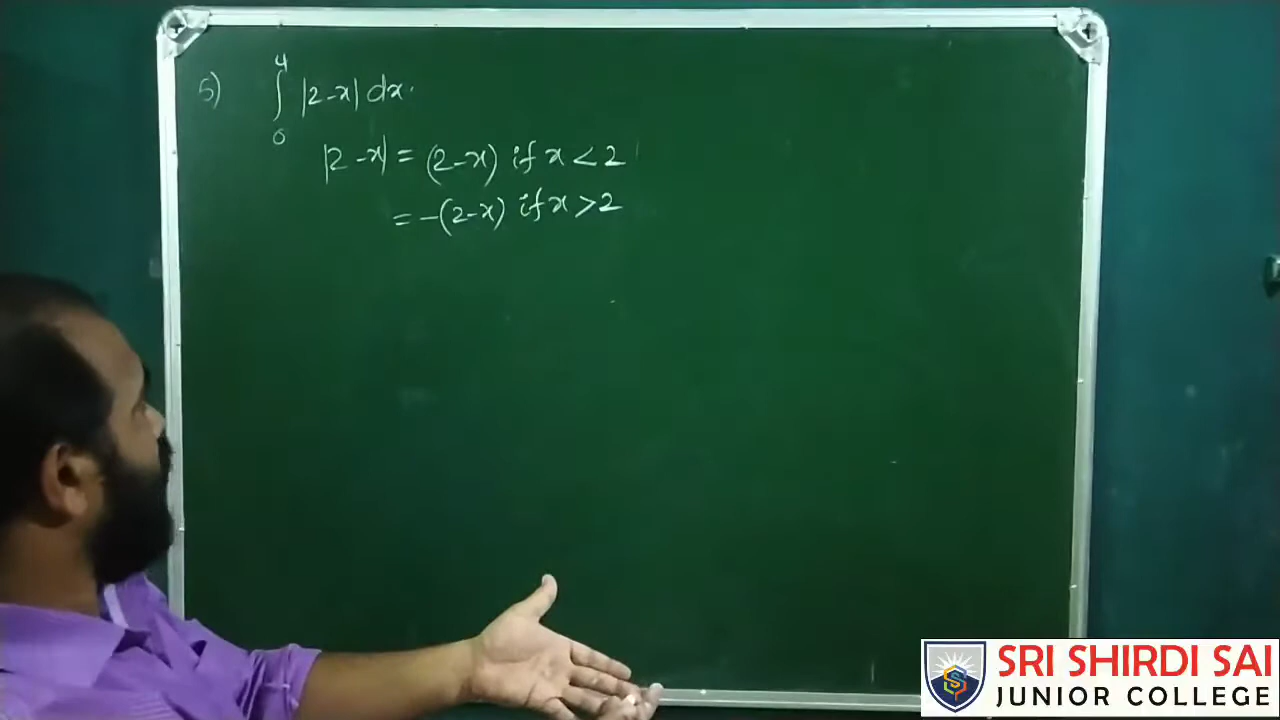 5) ∫₀⁴ |2-x| dx.
|2-x| = (2-x) if x < 2
= -(2-x) if x > 2
SRI SHIRDI SAI
JUNIOR COLLEGE